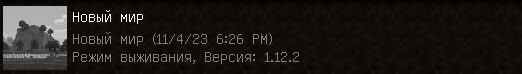 Новый мир
Новый мир (11/4/23 6:26 PM)
Режим выживания, Версия: 1.12.2